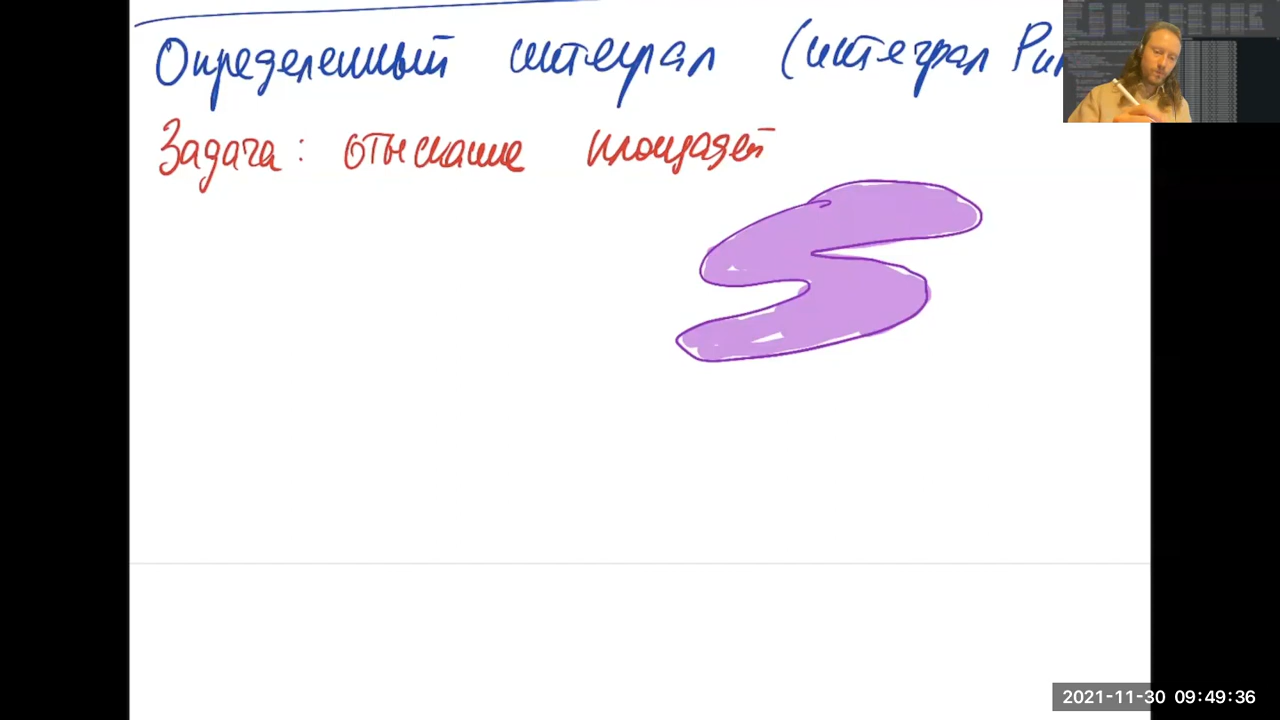 Определенный интеграл (интеграл Ри
Задача: отыскание площадей
2021-11-30 09:49:36